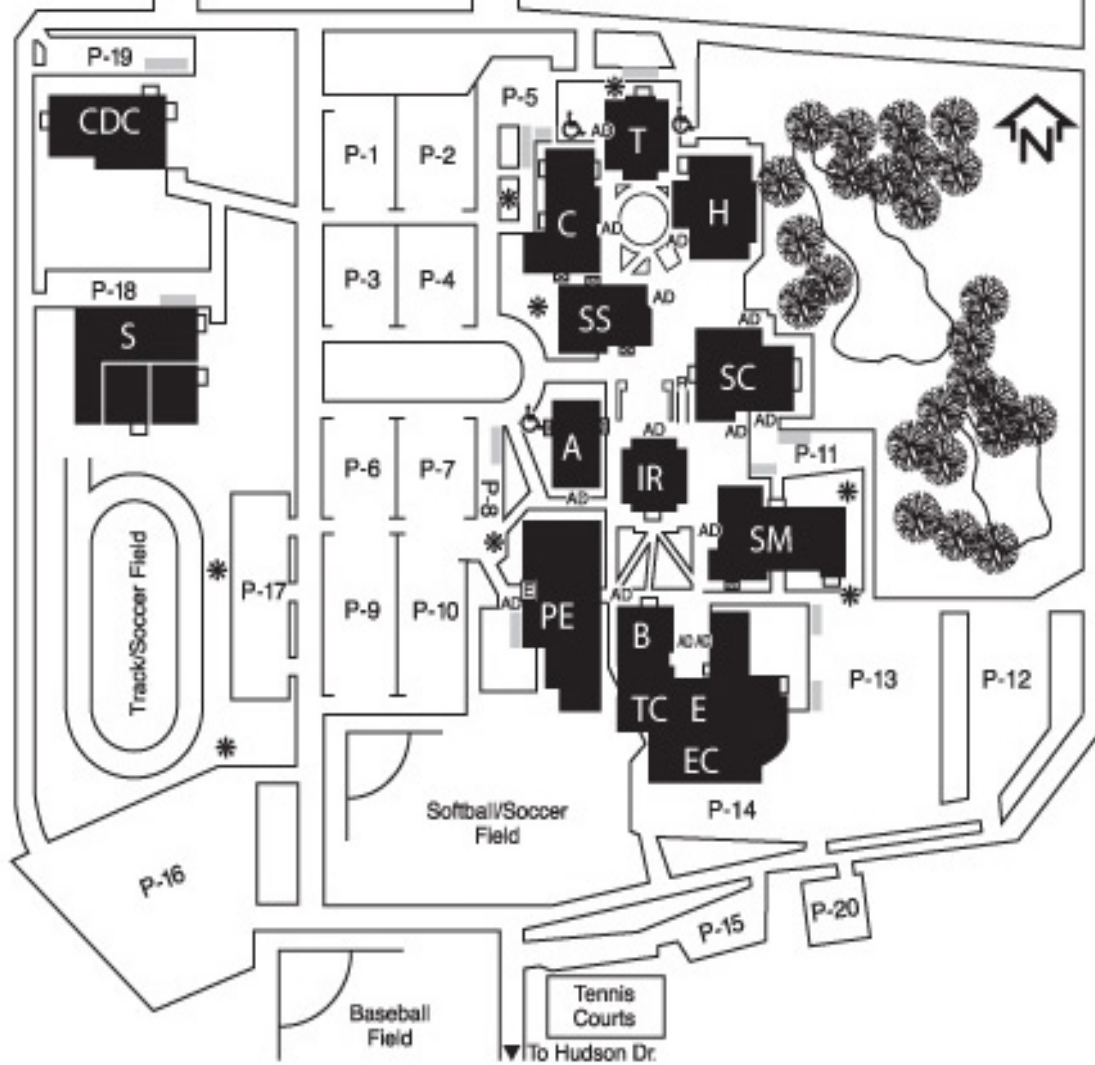 P-19
CDC
P-5
T
AD
N
P-1
P-2
H
C
AD
AD
P-3
P-4
P-18
S
SS
AD
AD
SC
R
AD
AD
AD
A
IR
P-11
P-6
P-7
P-8
AD
AD
SM
Track/Soccer Field
P-17
P-9
P-10
AD
E
PE
AD
B
AD AD
TC E
EC
P-13
P-12
P-14
Softball/Soccer
Field
P-16
P-15
P-20
Tennis
Courts
Baseball
Field
To Hudson Dr.